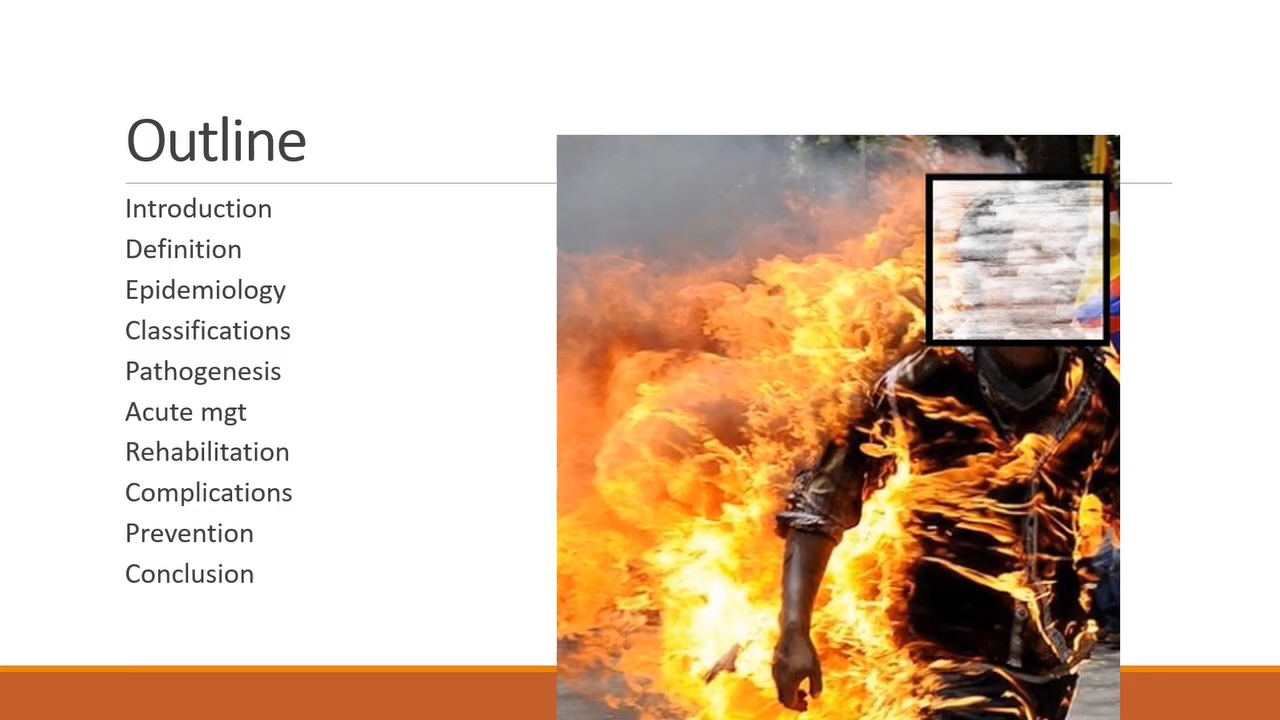 Outline
Introduction
Definition
Epidemiology
Classifications
Pathogenesis
Acute mgt
Rehabilitation
Complications
Prevention
Conclusion